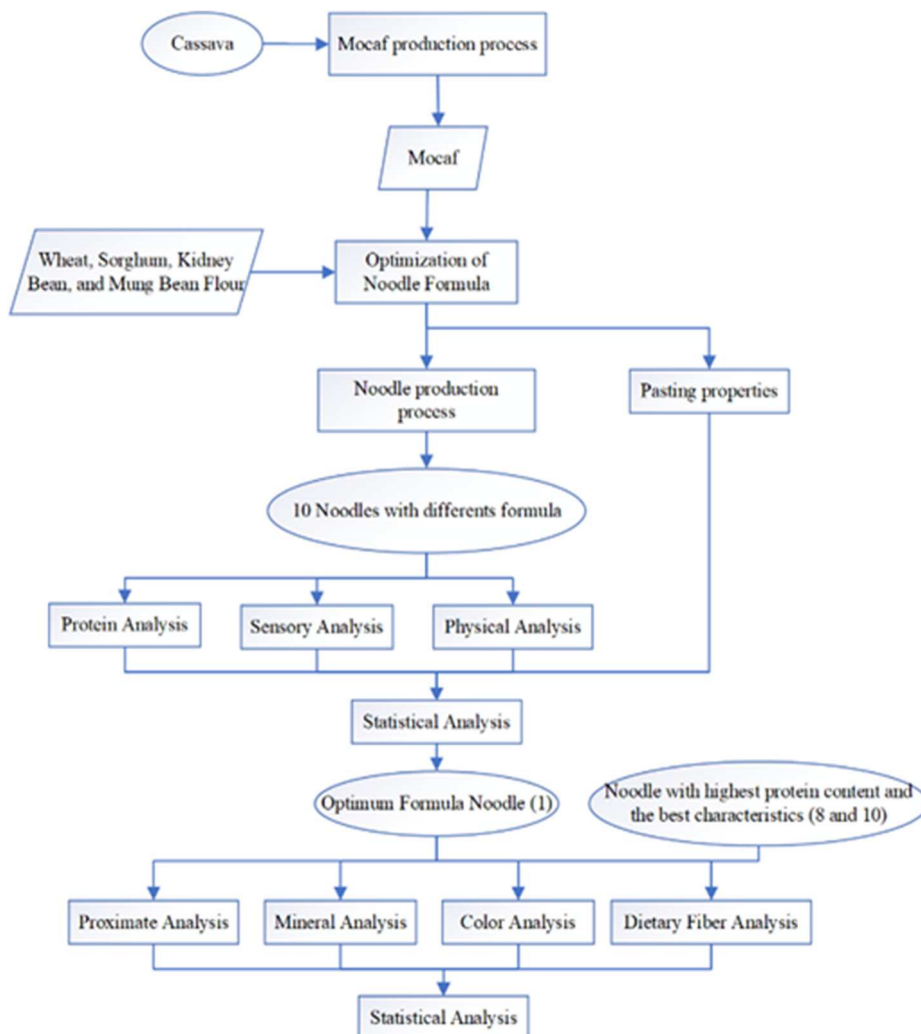 Cassava
Mocaf production process
Mocaf
Wheat, Sorghum, Kidney
Bean, and Mung Bean Flour
Optimization of
Noodle Formula
Noodle production
process
Pasting properties
10 Noodles with differents formula
Protein Analysis
Sensory Analysis
Physical Analysis
Statistical Analysis
Optimum Formula Noodle (1)
Noodle with highest protein content and
the best characteristics (8 and 10)
Proximate Analysis
Mineral Analysis
Color Analysis
Dietary Fiber Analysis
Statistical Analysis